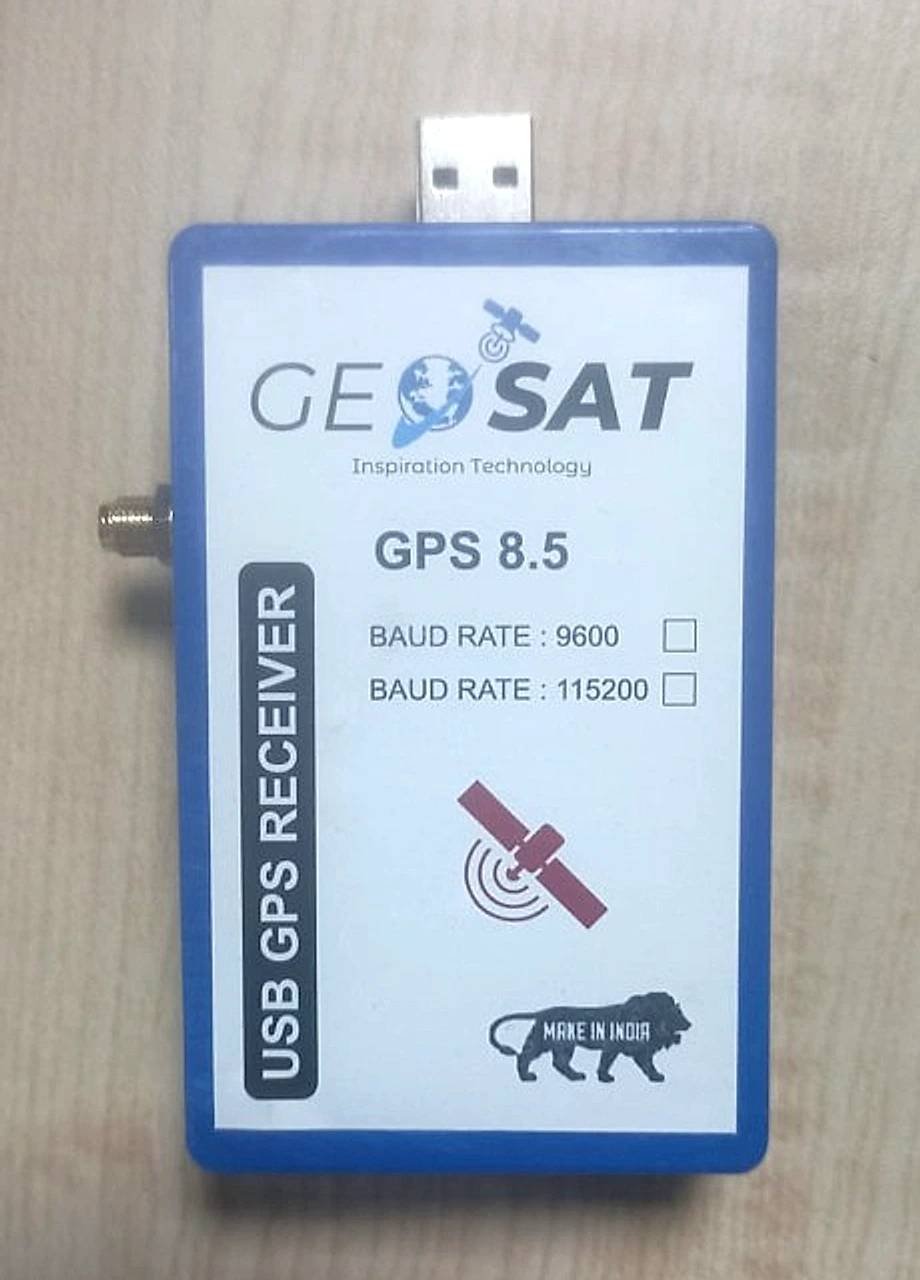 GEOSAT
Inspiration Technology
GPS 8.5
BAUD RATE : 9600
BAUD RATE : 115200
USB GPS RECEIVER
MAKE IN INDIA